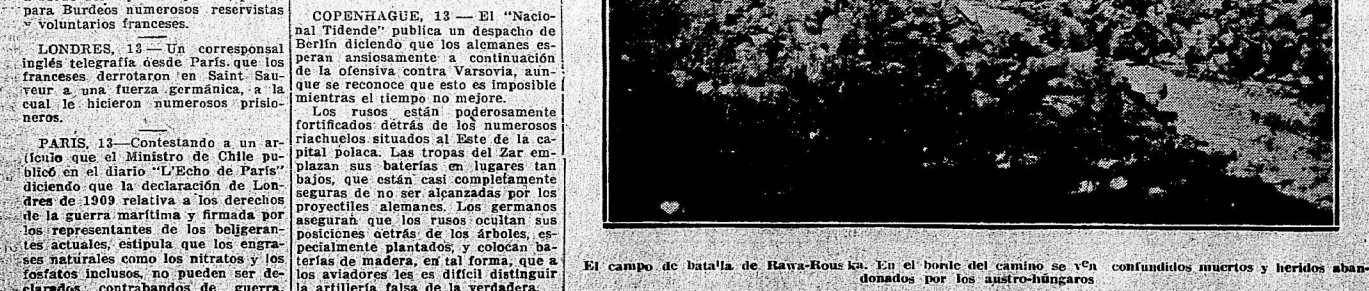 para Burdeos numerosos reservistas
y voluntarios franceses.
LONDRES, 13 — Un corresponsal
inglés telegrafía desde París que los
franceses derrotaron en Saint Sau-
veur a una fuerza germánica, a la
cual le hicieron numerosos prisio-
neros.
PARÍS, 13—Contestando a un ar-
tículo que el Ministro de Chile pu-
blicó en el diario "L'Echo de París"
diciendo que la declaración de Lon-
dres de 1909 relativa a los derechos
de la guerra marítima y firmada por
los representantes de los beligeran-
tes actuales, estipula que los engra-
ses naturales como los nitratos y los
fosfatos inclusos, no pueden ser de-
clarados contrabandos de guerra,
COPENHAGUE, 13 — El "Nacio-
nal Tidende" publica un despacho de
Berlín diciendo que los alemanes es-
peran ansiosamente a continuación
de la ofensiva contra Varsovia, aun-
que se reconoce que esto es imposible
mientras el tiempo no mejore.
Los rusos están poderosamente
fortificados detrás de los numerosos
riachuelos situados al Este de la ca-
pital polaca. Las tropas del Zar em-
plazan sus baterías en lugares tan
bajos, que están casi completamente
seguras de no ser alcanzadas por los
proyectiles alemanes. Los germanos
aseguran que los rusos ocultan sus
posiciones detrás de los árboles, es-
pecialmente plantados, y colocan ba-
terías de madera, en tal forma, que a
los aviadores les es difícil distinguir
la artillería falsa de la verdadera.
El campo de batalla de Rawa-Rous ka. En el borde del camino se ven confundidos muertos y heridos aban-
donados por los austro-húngaros